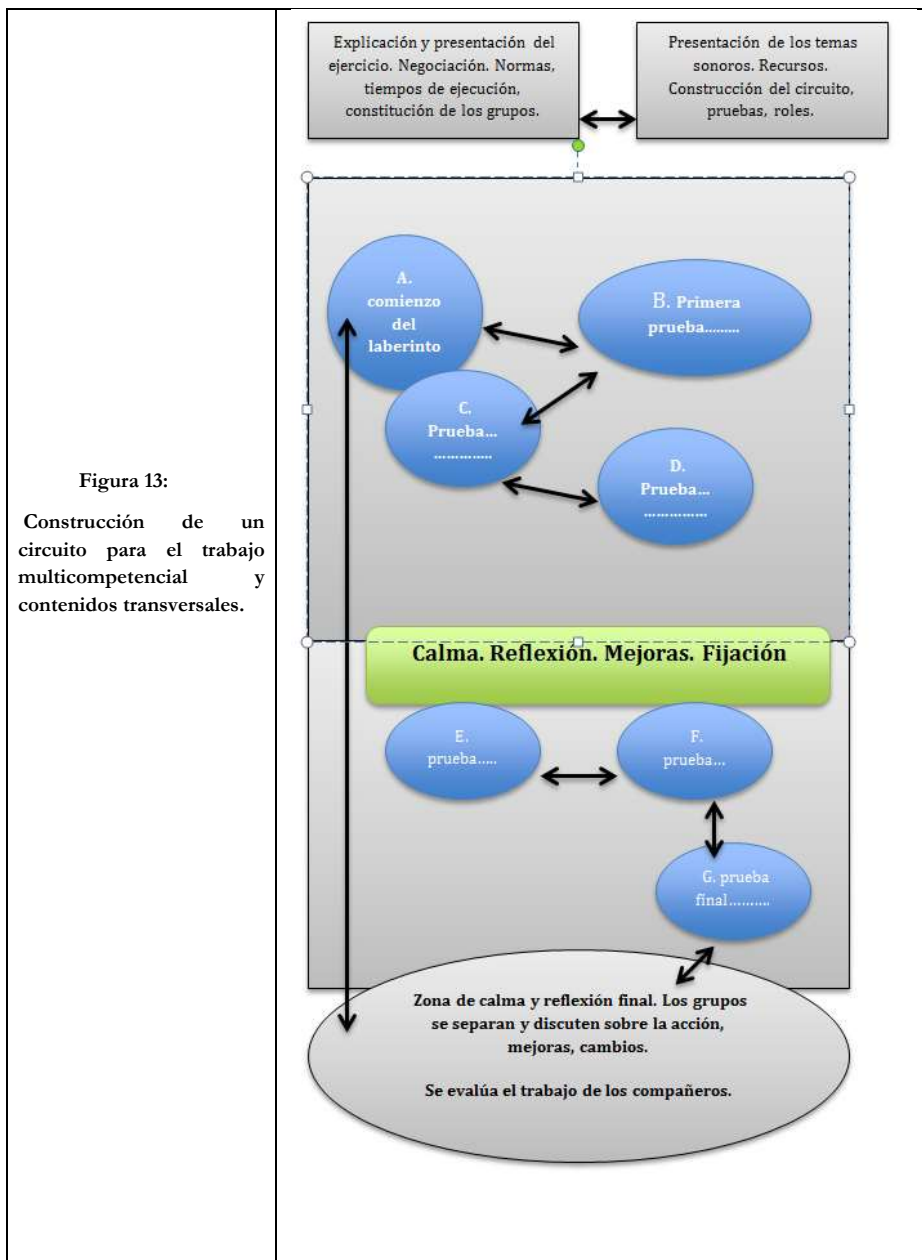 Figura 13:
Construcción de un
circuito para el trabajo
multicompetencial y
contenidos transversales.
Explicación y presentación del
ejercicio. Negociación. Normas,
tiempos de ejecución,
constitución de los grupos.
Presentación de los temas
sonoros. Recursos.
Construcción del circuito,
pruebas, roles.
A.
comienzo
del
laberinto
B. Primera
prueba.........
C.
Prueba...
..............
D.
Prueba...
...............
Calma. Reflexión. Mejoras. Fijación
E.
prueba.....
F.
prueba...
G. prueba
final..........
Zona de calma y reflexión final. Los grupos
se separan y discuten sobre la acción,
mejoras, cambios.
Se evalúa el trabajo de los compañeros.